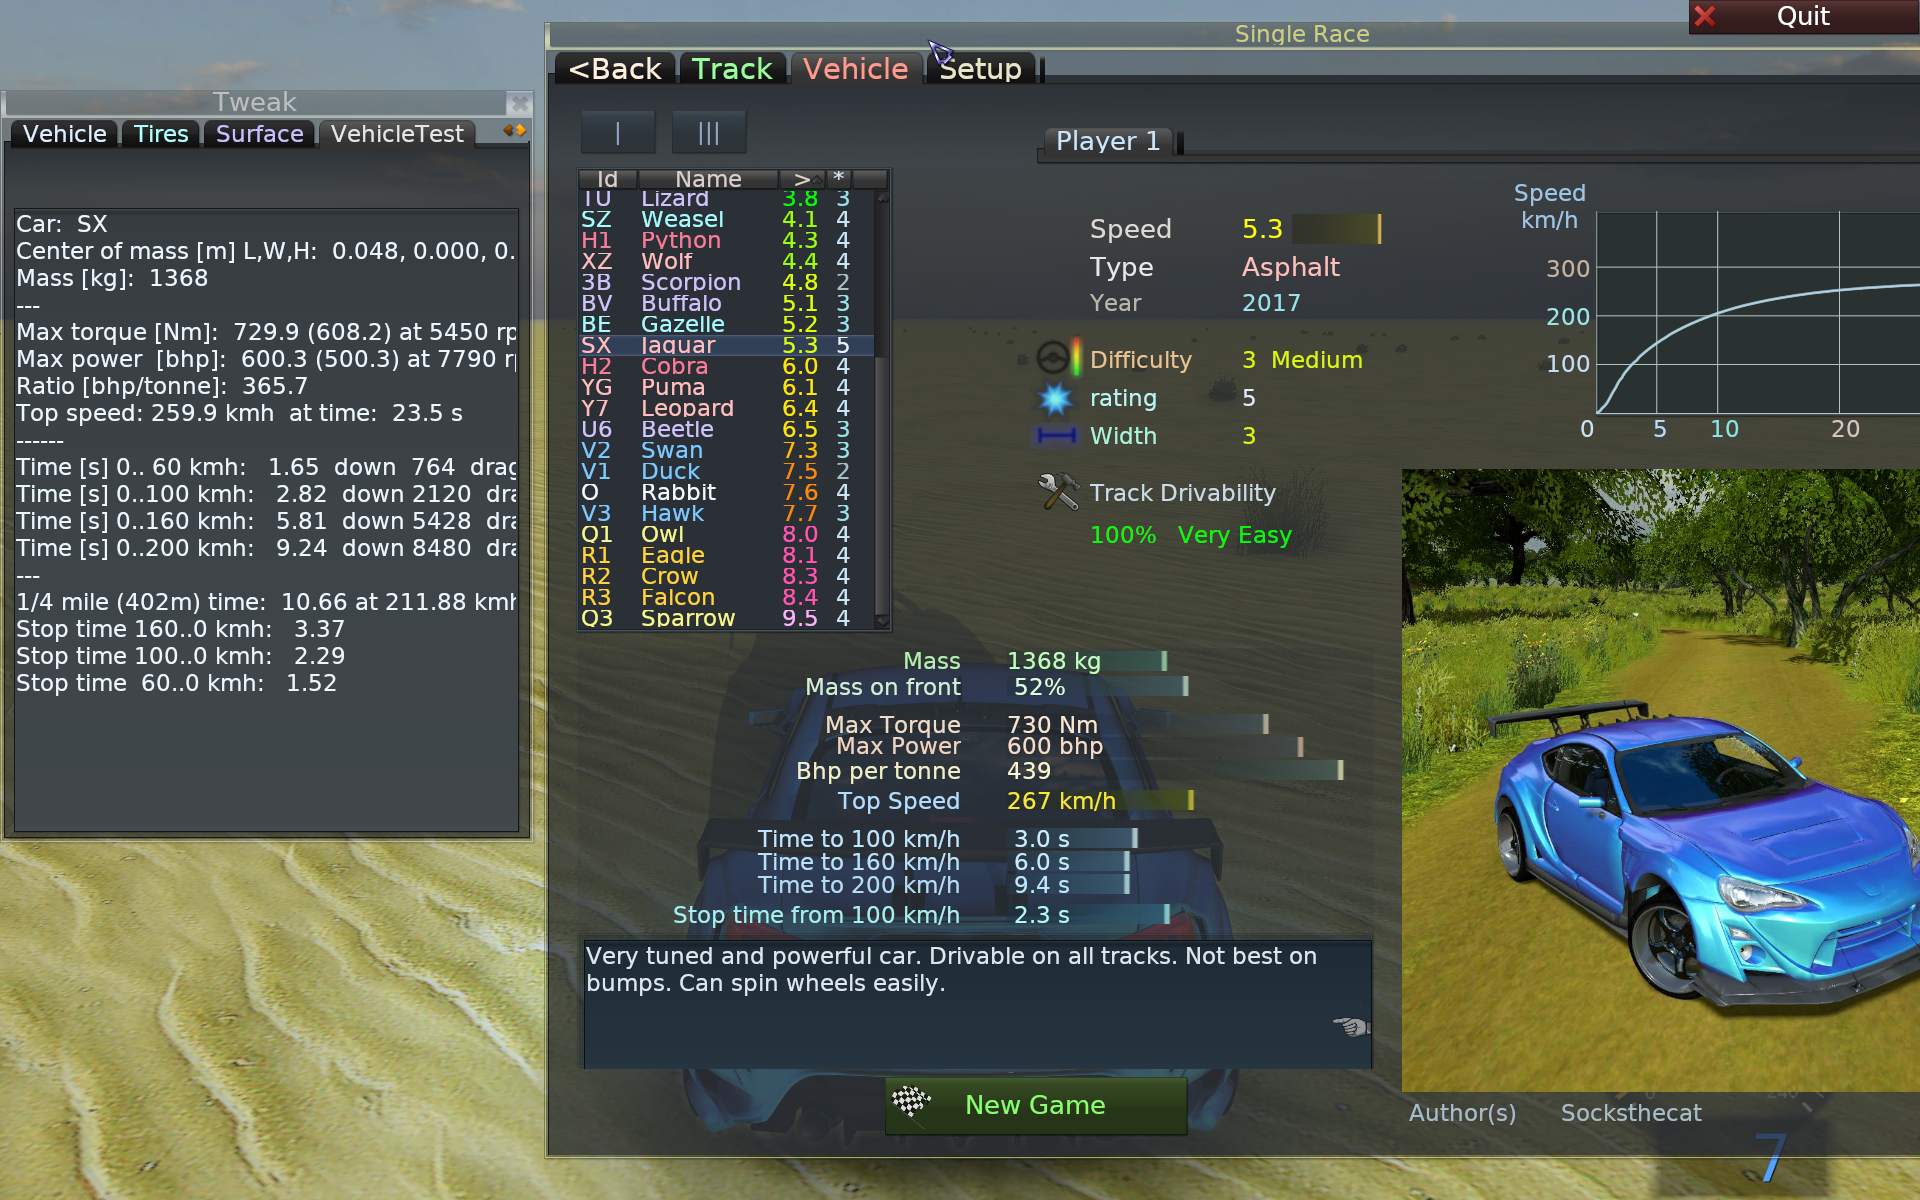 Quit
Single Race
<Back
Track
Vehicle
Setup
Tweak
Vehicle
Tires
Surface
VehicleTest
Car:  SX
Center of mass [m] L,W,H:  0.048, 0.000, 0.
Mass [kg]:  1368
---
Max torque [Nm]:  729.9 (608.2) at 5450 rp
Max power  [bhp]:  600.3 (500.3) at 7790 r
Ratio [bhp/tonne]:  365.7
Top speed: 259.9 kmh  at time:  23.5 s
------
Time [s] 0.. 60 kmh:   1.65  down  764  drag
Time [s] 0..100 kmh:   2.82  down 2120  dra
Time [s] 0..160 kmh:   5.81  down 5428  dra
Time [s] 0..200 kmh:   9.24  down 8480  dra
---
1/4 mile (402m) time:  10.66 at 211.88 kmh
Stop time 160..0 kmh:   3.37
Stop time 100..0 kmh:   2.29
Stop time  60..0 kmh:   1.52
| |||
Id Name > *
TU Lizard 3.8 3
SZ Weasel 4.1 4
H1 Python 4.3 4
XZ Wolf 4.4 4
3B Scorpion 4.8 2
BV Buffalo 5.1 3
BE Gazelle 5.2 3
SX Jaguar 5.3 5
H2 Cobra 6.0 4
YG Puma 6.1 4
Y7 Leopard 6.4 4
U6 Beetle 6.5 3
V2 Swan 7.3 3
V1 Duck 7.5 2
O Rabbit 7.6 4
V3 Hawk 7.7 3
Q1 Owl 8.0 4
R1 Eagle 8.1 4
R2 Crow 8.3 4
R3 Falcon 8.4 4
Q3 Sparrow 9.5 4
Player 1
Speed 5.3
Type Asphalt
Year 2017
Difficulty 3 Medium
rating 5
Width 3
Track Drivability
100% Very Easy
Speed
km/h
300
200
100
0 5 10 20
Mass 1368 kg
Mass on front 52%
Max Torque 730 Nm
Max Power 600 bhp
Bhp per tonne 439
Top Speed 267 km/h
Time to 100 km/h 3.0 s
Time to 160 km/h 6.0 s
Time to 200 km/h 9.4 s
Stop time from 100 km/h 2.3 s
Very tuned and powerful car. Drivable on all tracks. Not best on
bumps. Can spin wheels easily.
New Game
Author(s) Socksthecat
7